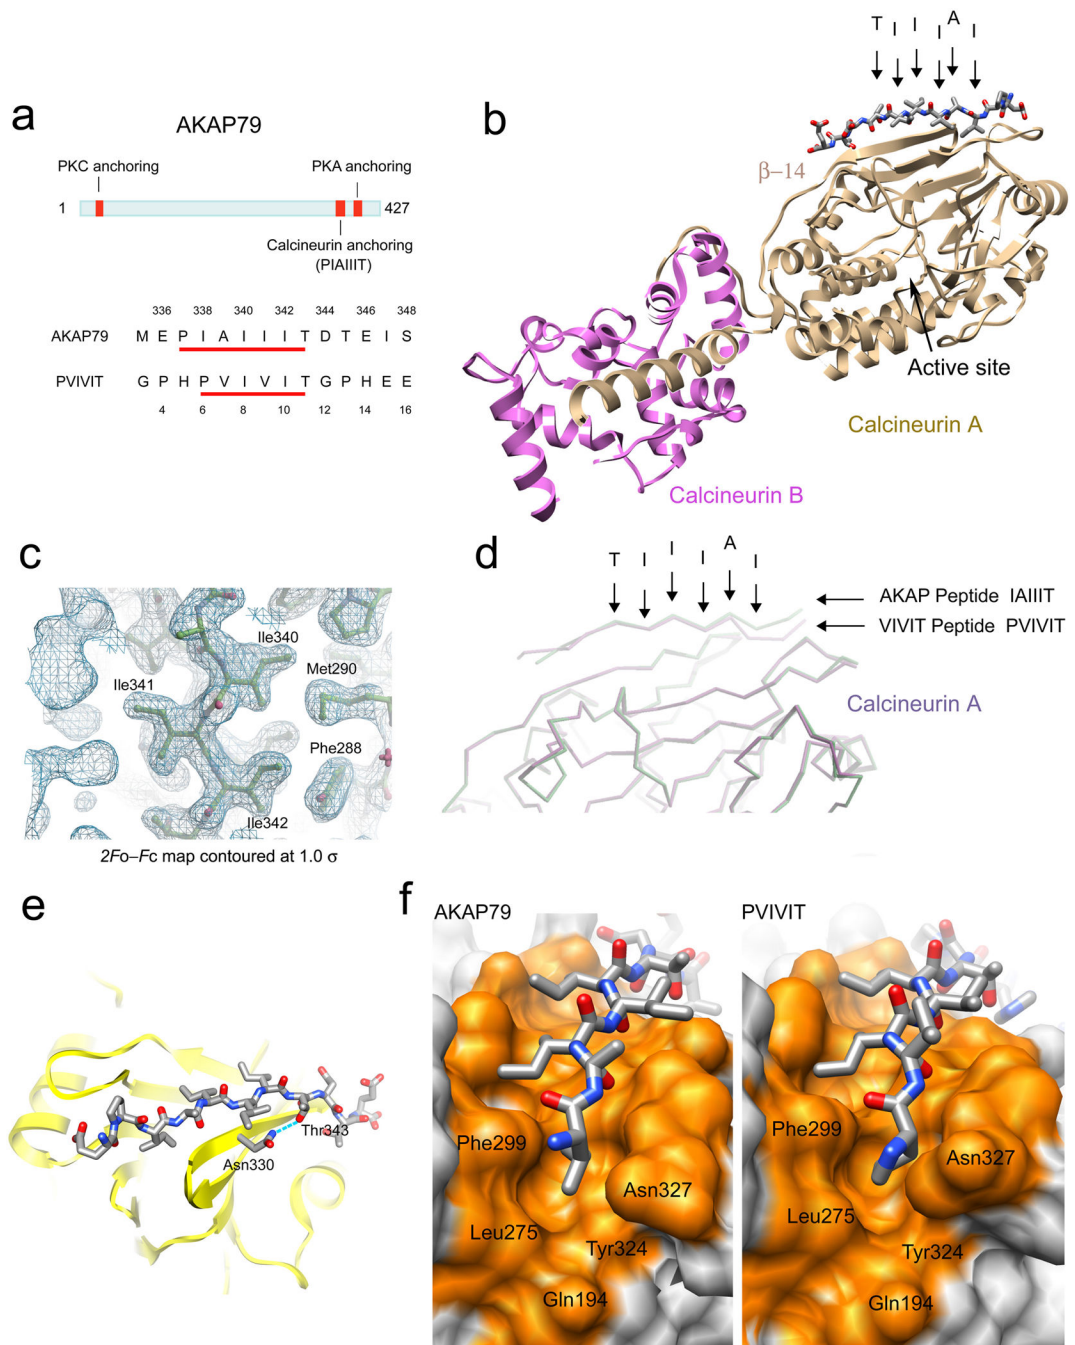 a
AKAP79
PKC anchoring
PKA anchoring
1
427
Calcineurin anchoring
(PIAIIIT)
336 338 340 342 344 346 348
AKAP79 M E P I A I I I T D T E I S
PVIVIT G P H P V I V I T G P H E E
4 6 8 10 12 14 16
b
T I I I A I
β–14
Active site
Calcineurin A
Calcineurin B
c
Ile340
Met290
Ile341
Phe288
Ile342
2Fo–Fc map contoured at 1.0 σ
d
T I I I A I
AKAP Peptide IAIIIT
VIVIT Peptide PVIVIT
Calcineurin A
e
Thr343
Asn330
f
AKAP79
PVIVIT
Phe299
Asn327
Leu275
Tyr324
Gln194
Phe299
Asn327
Leu275
Tyr324
Gln194